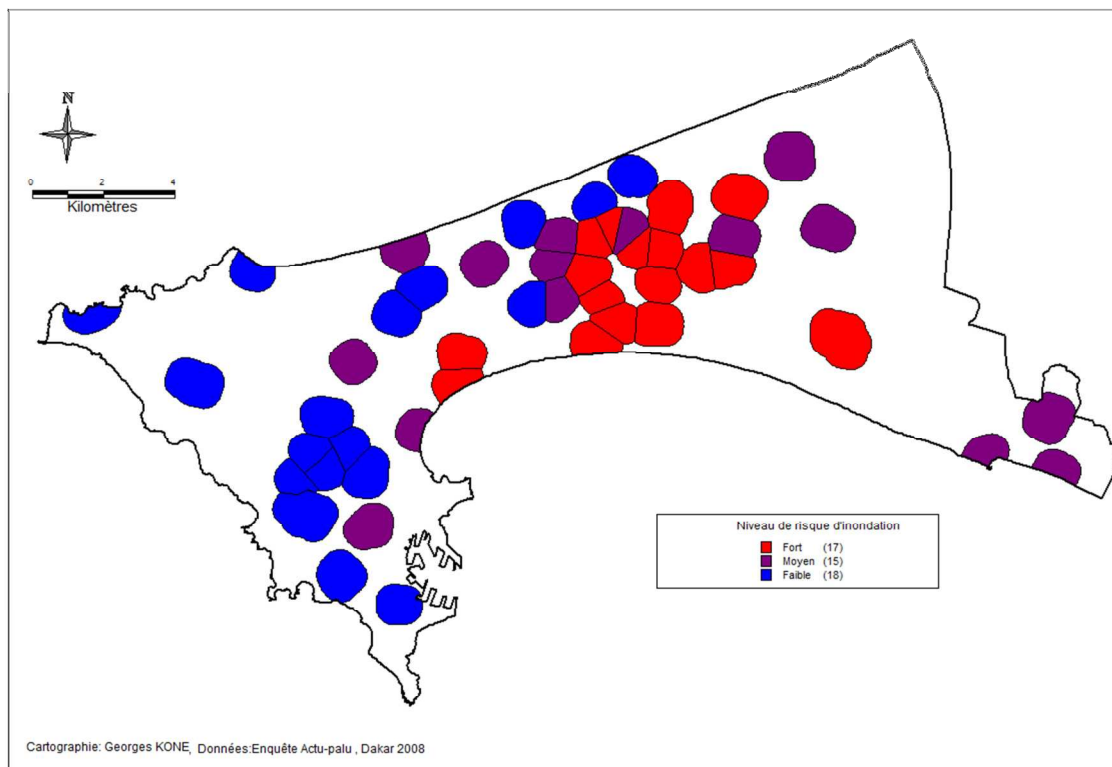 N
0 2 4
Kilomètres
Niveau de risque d'inondation
Fort (17)
Moyen (15)
Faible (18)
Cartographie: Georges KONE, Données:Enquête Actu-palu , Dakar 2008